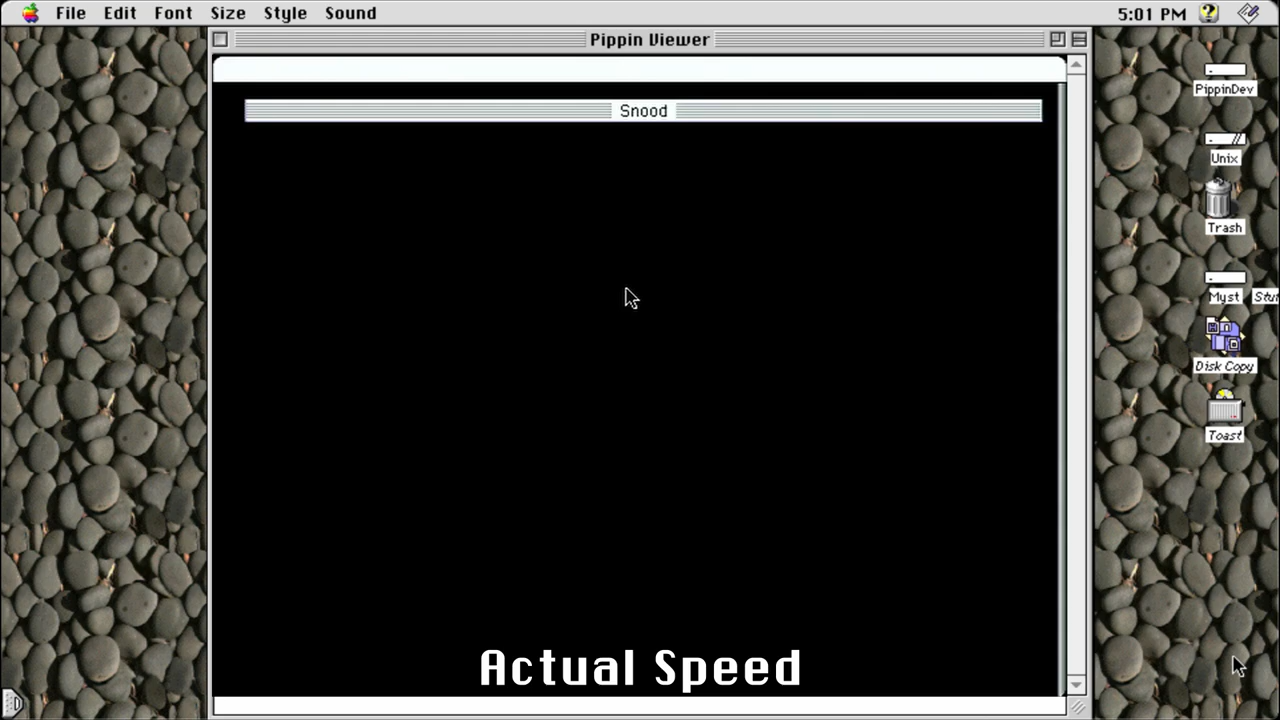 File Edit Font Size Style Sound
5:01 PM
Pippin Viewer
Snood
PippinDev
Unix
Trash
Myst
Disk Copy
Toast
Actual Speed